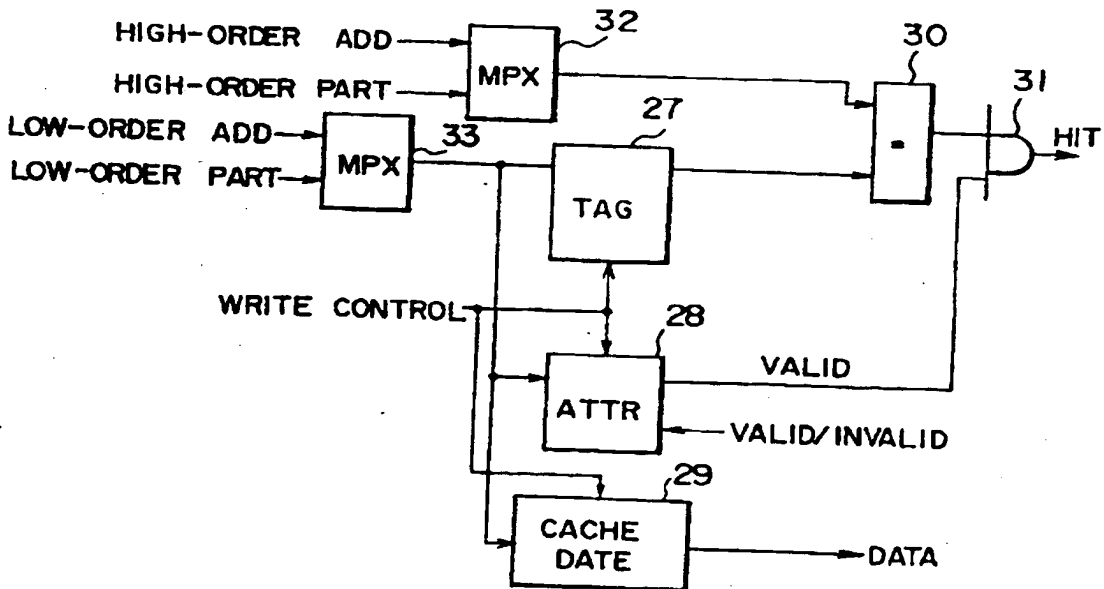 HIGH-ORDER ADD
32
MPX
HIGH-ORDER PART
30
31
HIT
=
LOW-ORDER ADD
33
MPX
LOW-ORDER PART
27
TAG
WRITE CONTROL
28
ATTR
VALID
VALID/INVALID
29
CACHE
DATE
DATA